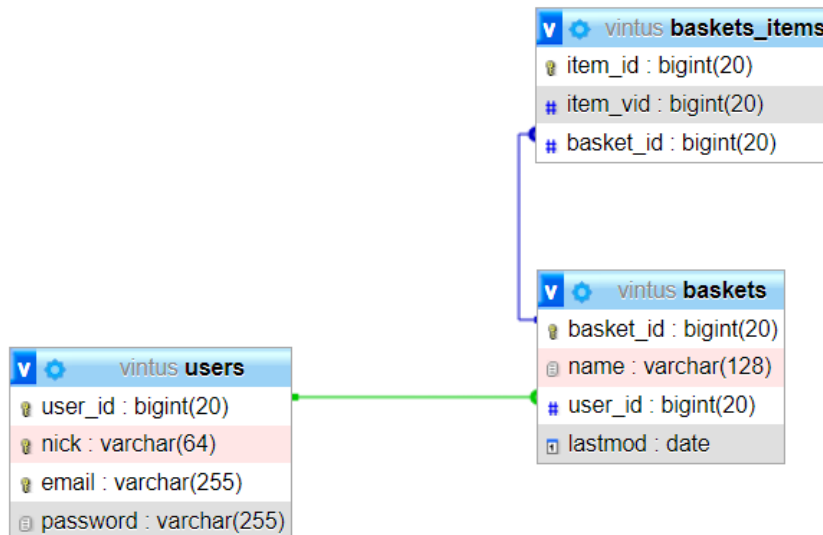 v vintus baskets_items
item_id : bigint(20)
# item_vid : bigint(20)
# basket_id : bigint(20)
v vintus baskets
basket_id : bigint(20)
name : varchar(128)
# user_id : bigint(20)
lastmod : date
v vintus users
user_id : bigint(20)
nick : varchar(64)
email : varchar(255)
password : varchar(255)